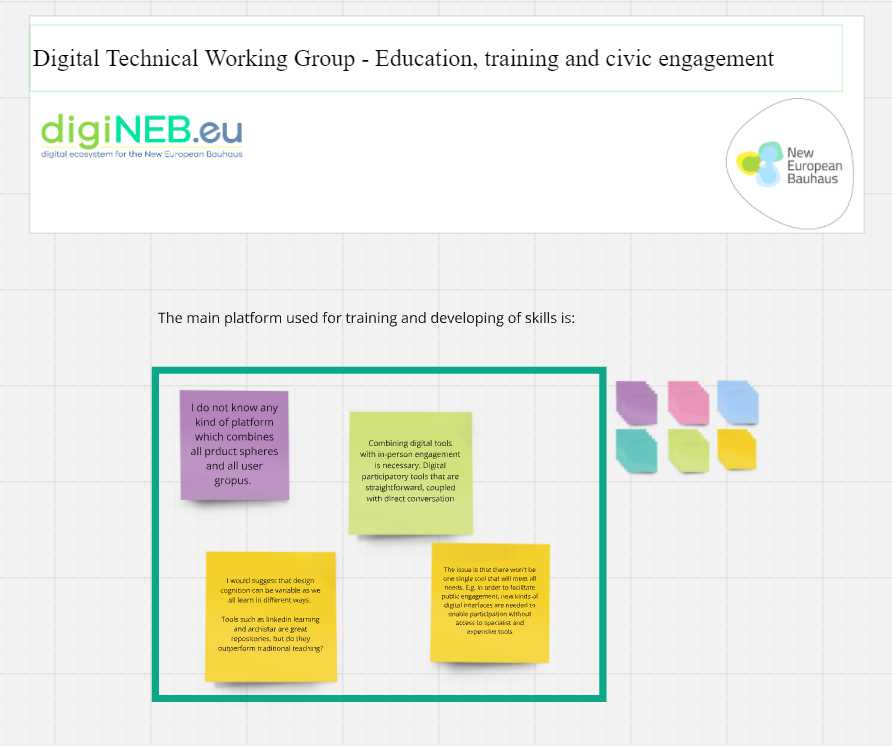 Digital Technical Working Group - Education, training and civic engagement
digiNEB.eu
digital ecosystem for the New European Bauhaus
New
European
Bauhaus
The main platform used for training and developing of skills is:
I do not know any
kind of platform
which combines
all prduct spheres
and all user
gropus.
Combining digital tools
with in-person engagement
is necessary. Digital
participatory tools that are
straightforward, coupled
with direct conversation
I would suggest that design
cognition can be variable as we
all learn in different ways.
Tools such as linkedin learning
and archistar are great
repositories, but do they
outperform traditional teaching?
The issue is that there won't be
one single tool that will meet all
needs. E.g. in order to facilitate
public engagement, new kinds of
digital interfaces are needed to
enable participation without
access to specialist and
expensive tools.